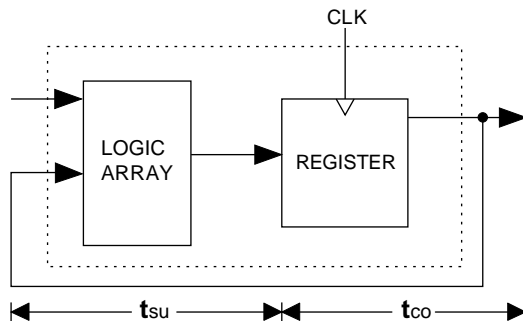 CLK
LOGIC
ARRAY
REGISTER
tsu
tco